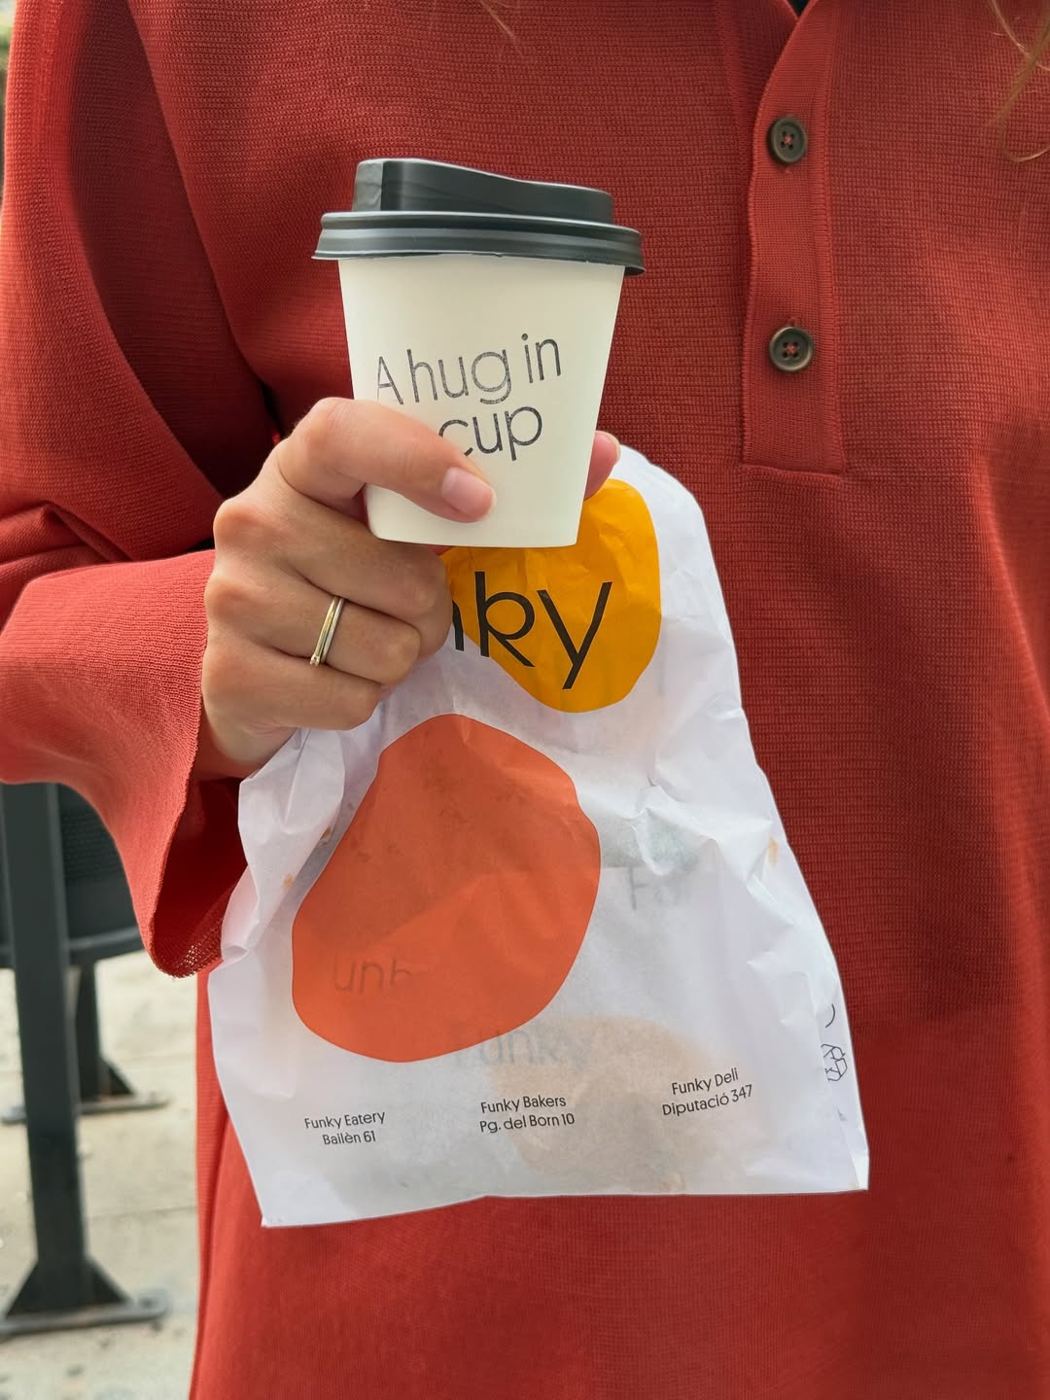 A hug in
cup
nky
Funky Eatery
Bailèn 61
Funky Bakers
Pg. del Born 10
Funky Deli
Diputació 347